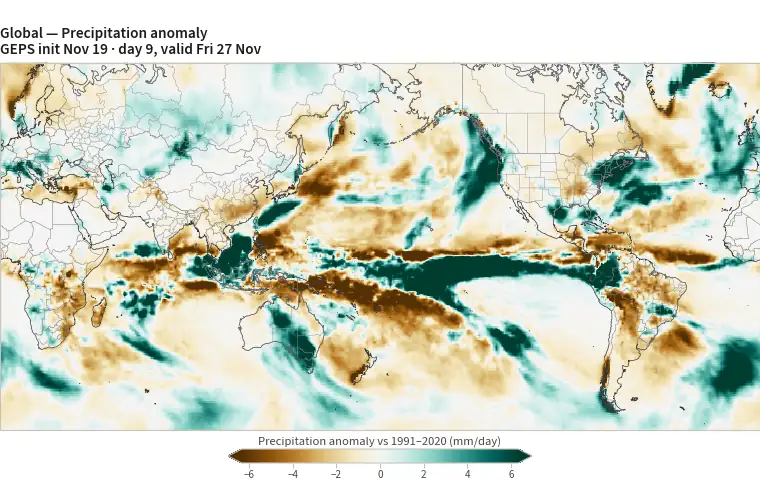 Global — Precipitation anomaly
GEPS init Nov 19 · day 9, valid Fri 27 Nov
Precipitation anomaly vs 1991–2020 (mm/day)
−6 −4 −2 0 2 4 6